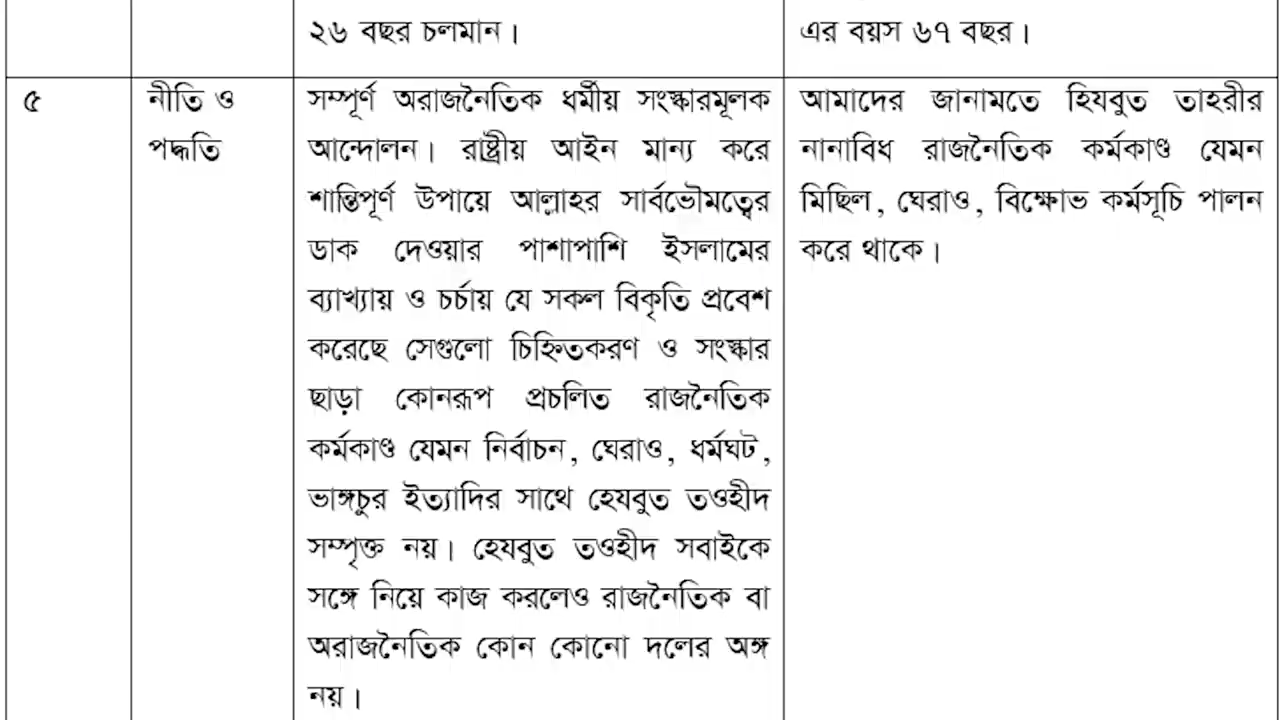 ২৬ বছর চলমান।
এর বয়স ৬৭ বছর।
৫
নীতি ও
পদ্ধতি
সম্পূর্ণ অরাজনৈতিক ধর্মীয় সংস্কারমূলক
আন্দোলন। রাষ্ট্রীয় আইন মান্য করে
শান্তিপূর্ণ উপায়ে আল্লাহর সার্বভৌমত্বের
ডাক দেওয়ার পাশাপাশি ইসলামের
ব্যাখ্যায় ও চর্চায় যে সকল বিকৃতি প্রবেশ
করেছে সেগুলো চিহ্নিতকরণ ও সংস্কার
ছাড়া কোনরূপ প্রচলিত রাজনৈতিক
কর্মকাণ্ড যেমন নির্বাচন, ঘেরাও, ধর্মঘট,
ভাঙ্গচুর ইত্যাদির সাথে হেযবুত তওহীদ
সম্পৃক্ত নয়। হেযবুত তওহীদ সবাইকে
সঙ্গে নিয়ে কাজ করলেও রাজনৈতিক বা
অরাজনৈতিক কোন কোনো দলের অঙ্গ
নয়।
আমাদের জানামতে হিযবুত তাহরীর
নানাবিধ রাজনৈতিক কর্মকাণ্ড যেমন
মিছিল, ঘেরাও, বিক্ষোভ কর্মসূচি পালন
করে থাকে।